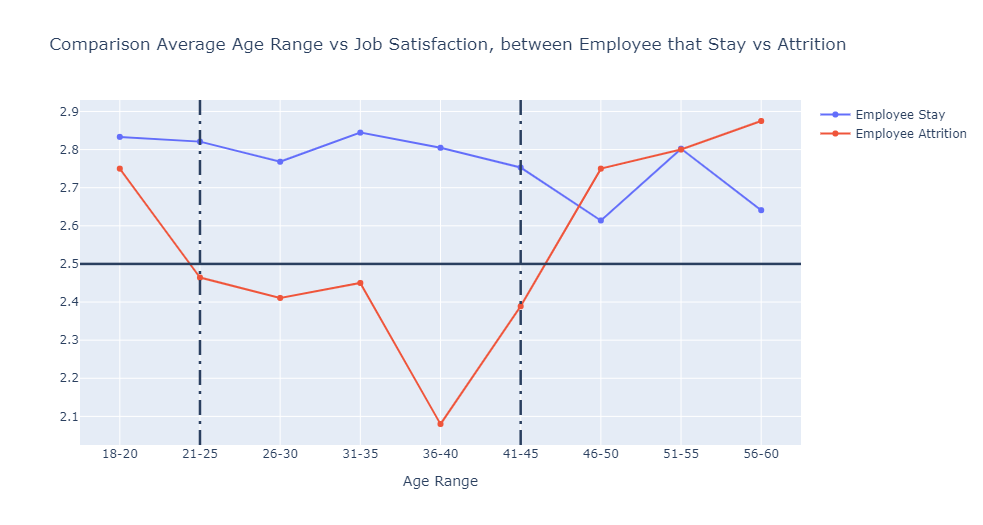 Comparison Average Age Range vs Job Satisfaction, between Employee that Stay vs Attrition
Employee Stay
Employee Attrition
2.9
2.8
2.7
2.6
2.5
2.4
2.3
2.2
2.1
18-20 21-25 26-30 31-35 36-40 41-45 46-50 51-55 56-60
Age Range